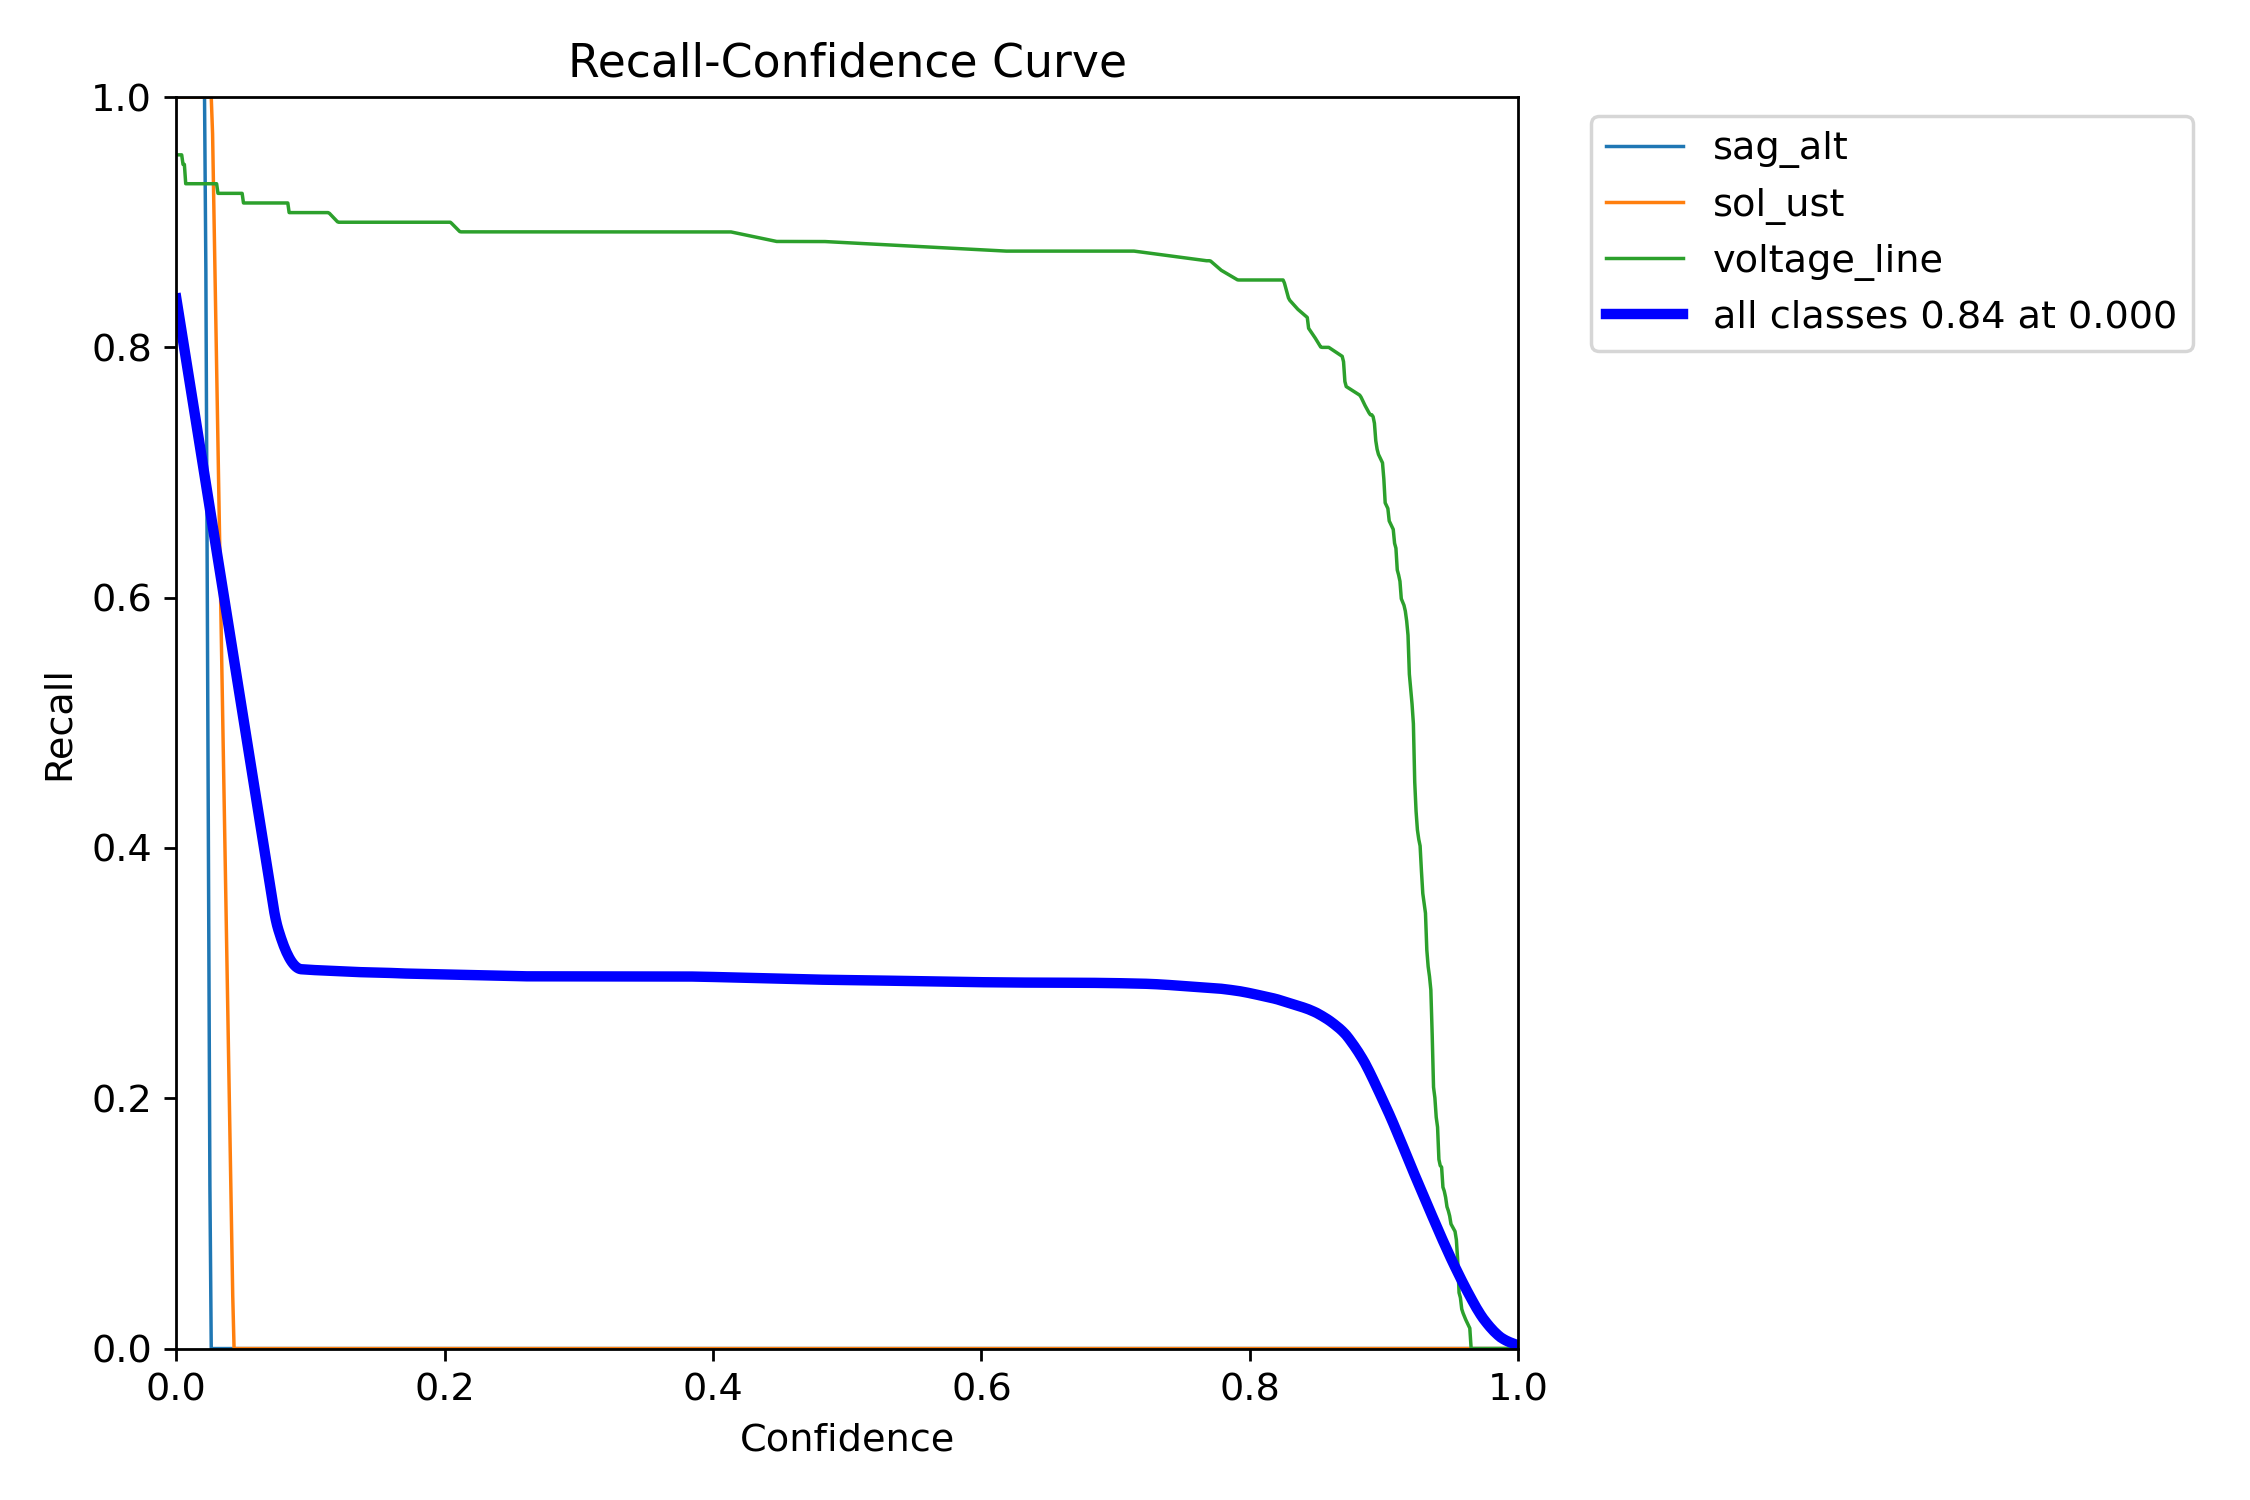 Recall-Confidence Curve
1.0
0.8
0.6
0.4
0.2
0.0
Recall
0.0 0.2 0.4 0.6 0.8 1.0
Confidence
sag_alt
sol_ust
voltage_line
all classes 0.84 at 0.000